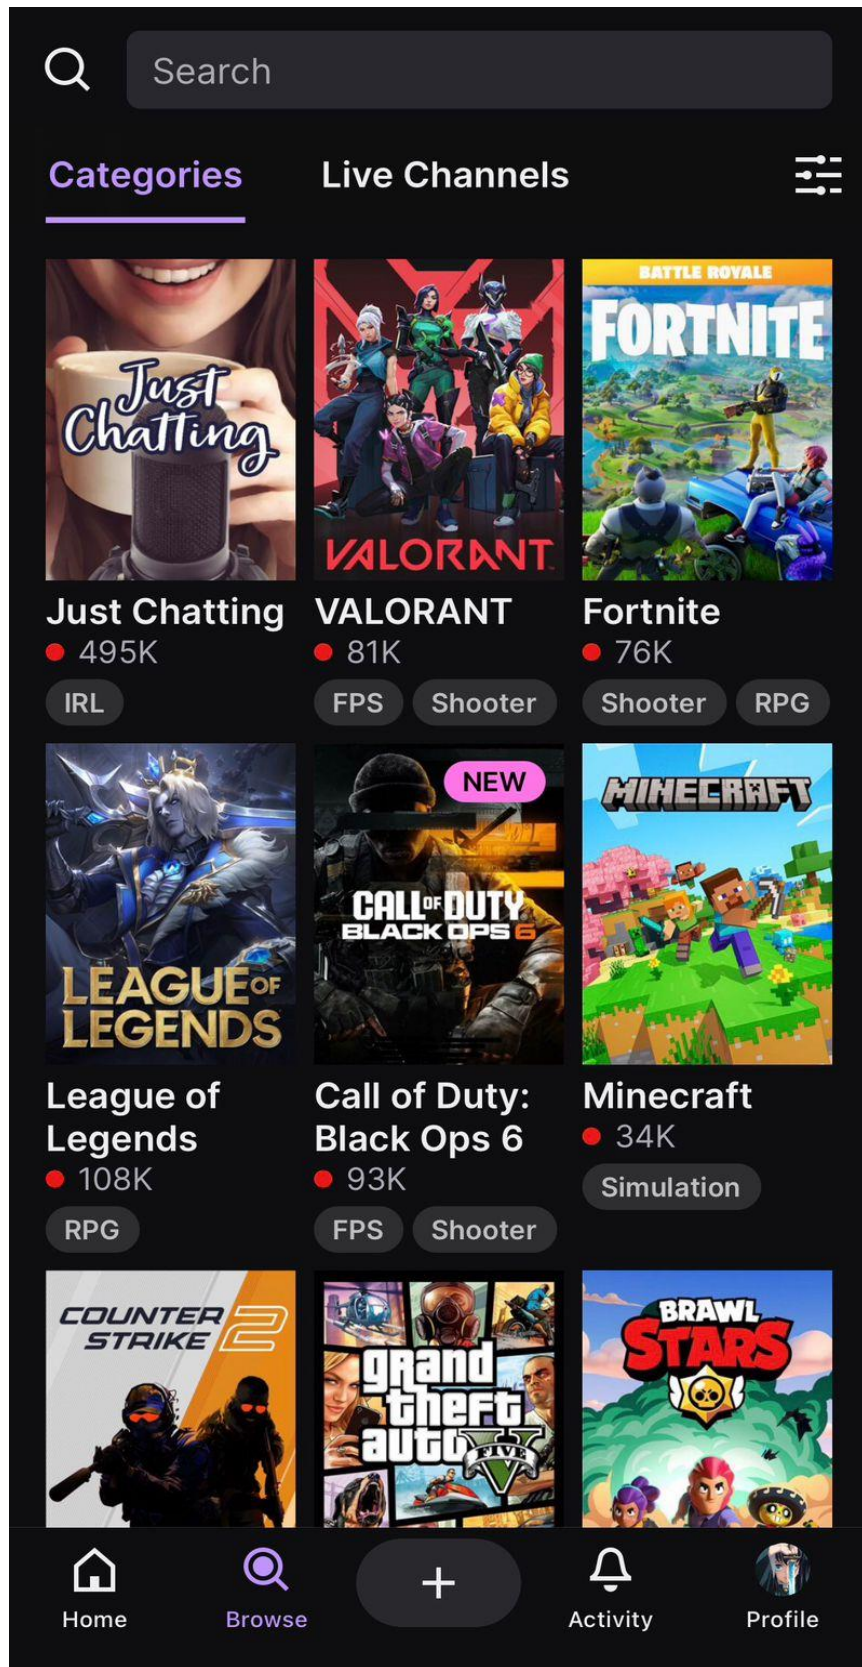 Search
Categories
Live Channels
Just
Chatting
VALORANT
BATTLE ROYALE
FORTNITE
Just Chatting
495K
IRL
VALORANT
81K
FPS Shooter
Fortnite
76K
Shooter RPG
LEAGUE OF
LEGENDS
NEW
CALL OF DUTY
BLACK OPS 6
MINECRAFT
League of
Legends
108K
RPG
Call of Duty:
Black Ops 6
93K
FPS Shooter
Minecraft
34K
Simulation
COUNTER
STRIKE 2
grand
theft
auto
FIVE
V
BRAWL
STARS
Home
Browse
+
Activity
Profile